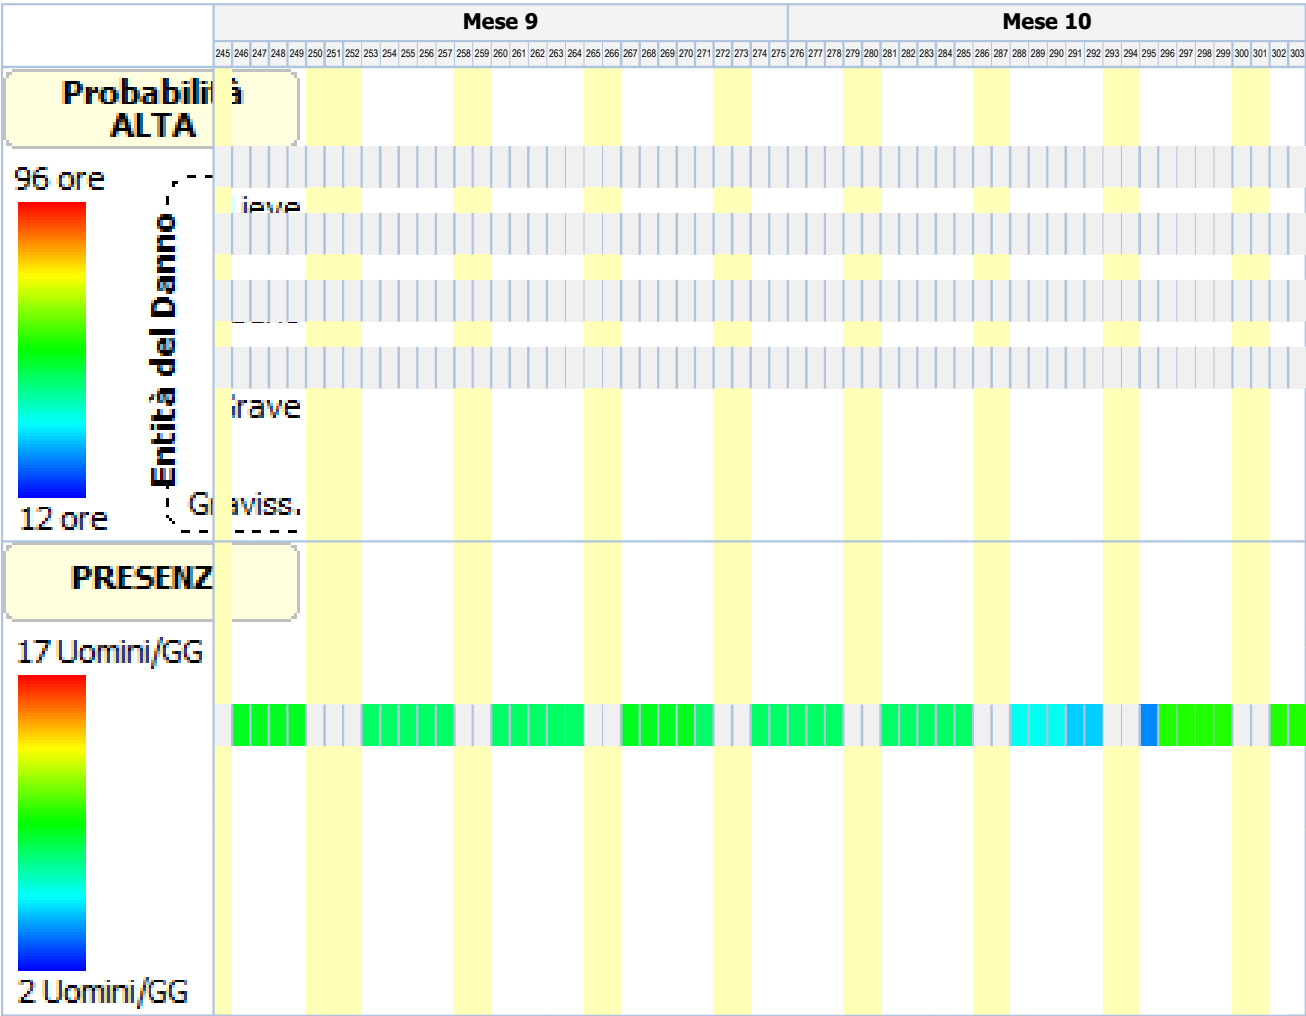 Mese 9 Mese 10
245 246 247 248 249 250 251 252 253 254 255 256 257 258 259 260 261 262 263 264 265 266 267 268 269 270 271 272 273 274 275 276 277 278 279 280 281 282 283 284 285 286 287 288 289 290 291 292 293 294 295 296 297 298 299 300 301 302 303
Probabilità
ALTA
96 ore
Entità del Danno
ieve
rave
Graviss.
12 ore
PRESENZ
17 Uomini/GG
2 Uomini/GG